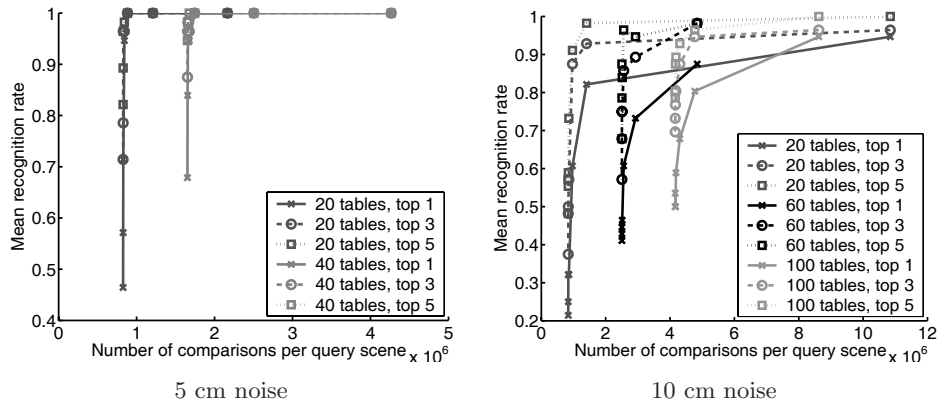 1
0.9
0.8
0.7
0.6
0.5
0.4
0 1 2 3 4 5
Mean recognition rate
Number of comparisons per query scene x 10^6
20 tables, top 1
20 tables, top 3
20 tables, top 5
40 tables, top 1
40 tables, top 3
40 tables, top 5
5 cm noise
1
0.9
0.8
0.7
0.6
0.5
0.4
0.3
0.2
0 2 4 6 8 10 12
Mean recognition rate
Number of comparisons per query scene x 10^6
20 tables, top 1
20 tables, top 3
20 tables, top 5
60 tables, top 1
60 tables, top 3
60 tables, top 5
100 tables, top 1
100 tables, top 3
100 tables, top 5
10 cm noise